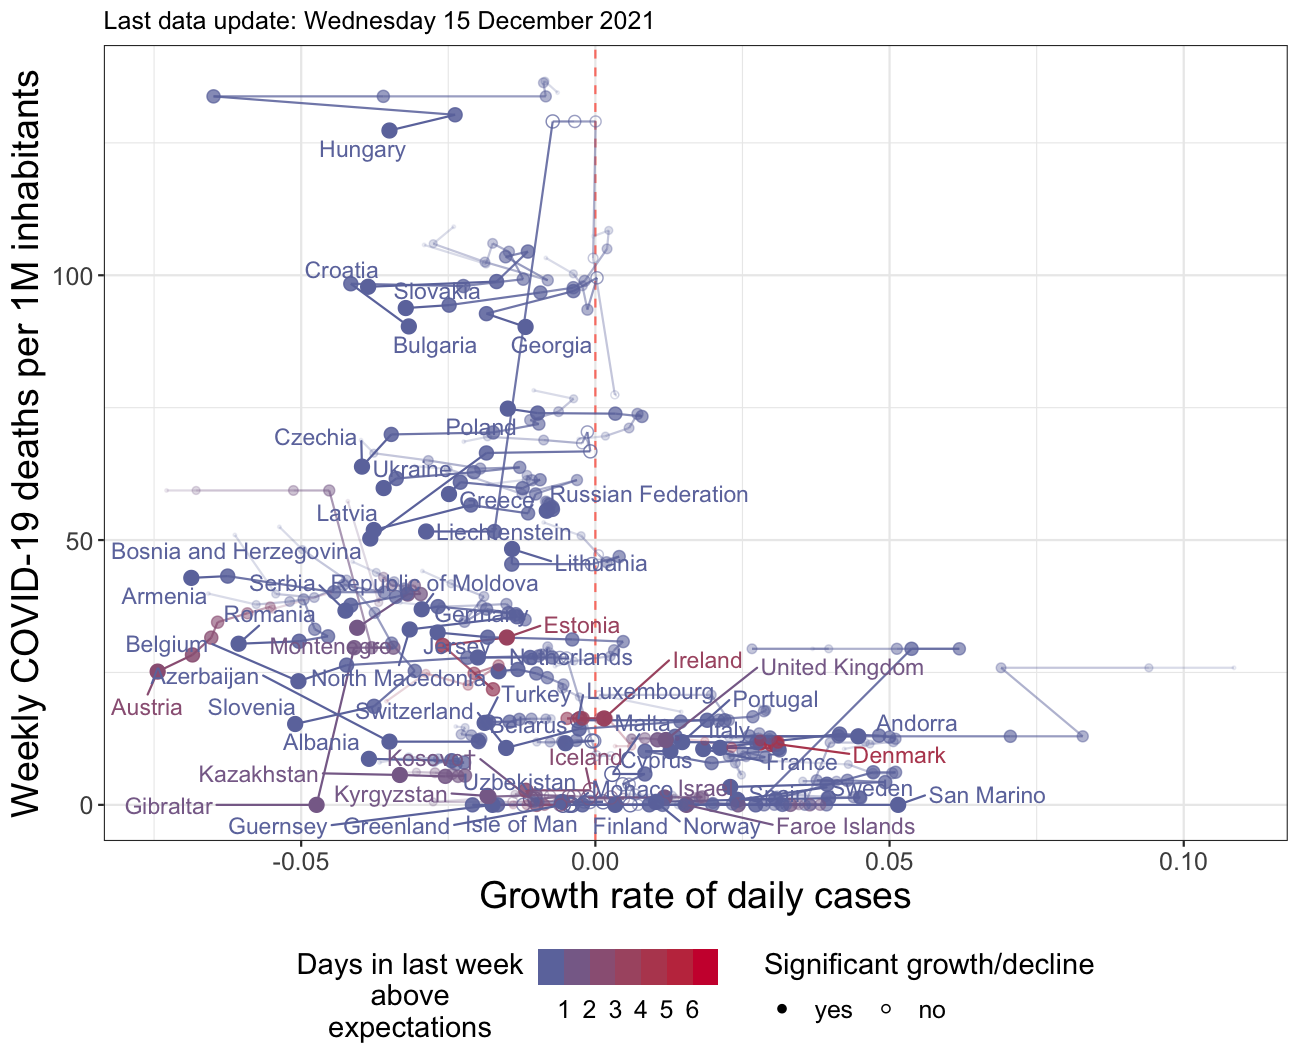 Last data update: Wednesday 15 December 2021
Weekly COVID-19 deaths per 1M inhabitants
100
50
0
Hungary
Croatia
Slovakia
Bulgaria
Georgia
Poland
Czechia
Ukraine
Greece
Russian Federation
Latvia
Liechtenstein
Bosnia and Herzegovina
Lithuania
Serbia
Republic of Moldova
Armenia
Romania
Germany
Estonia
Belgium
Montenegro
Jersey
Netherlands
Ireland
United Kingdom
Azerbaijan
North Macedonia
Turkey
Luxembourg
Portugal
Austria
Slovenia
Switzerland
Belarus
Malta
Italy
Andorra
Albania
Kosovo
Iceland
Cyprus
France
Denmark
Kazakhstan
Uzbekistan
Monaco
Israel
Spain
Sweden
San Marino
Kyrgyzstan
Gibraltar
Guernsey
Greenland
Isle of Man
Finland
Norway
Faroe Islands
-0.05
0.00
0.05
0.10
Growth rate of daily cases
Days in last week
above
expectations
1 2 3 4 5 6
Significant growth/decline
yes
no